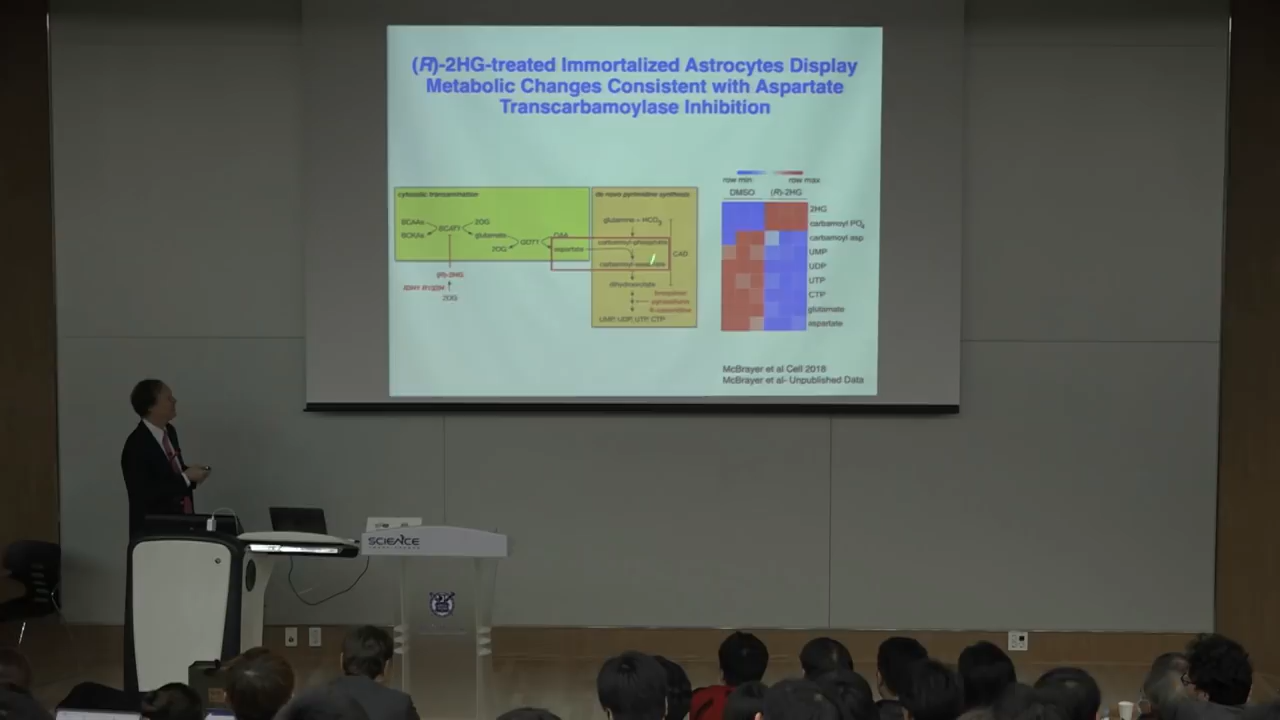 (R)-2HG-treated Immortalized Astrocytes Display
Metabolic Changes Consistent with Aspartate
Transcarbamoylase Inhibition
cytosolic transamination
BCAAs
BCKAs
BCAT1
2OG
glutamate
2OG
GOT1
OAA
aspartate
(R)-2HG
2OG
de novo pyrimidine synthesis
glutamine + HCO3
carbamoyl-phosphate
carbamoyl-aspartate
CAD
dihydroorotate
UMP, UDP, UTP, CTP
row min
row max
DMSO
(R)-2HG
2HG
carbamoyl PO4
carbamoyl asp
UMP
UDP
UTP
CTP
glutamate
aspartate
McBrayer et al Cell 2018
McBrayer et al- Unpublished Data
SCIENCE